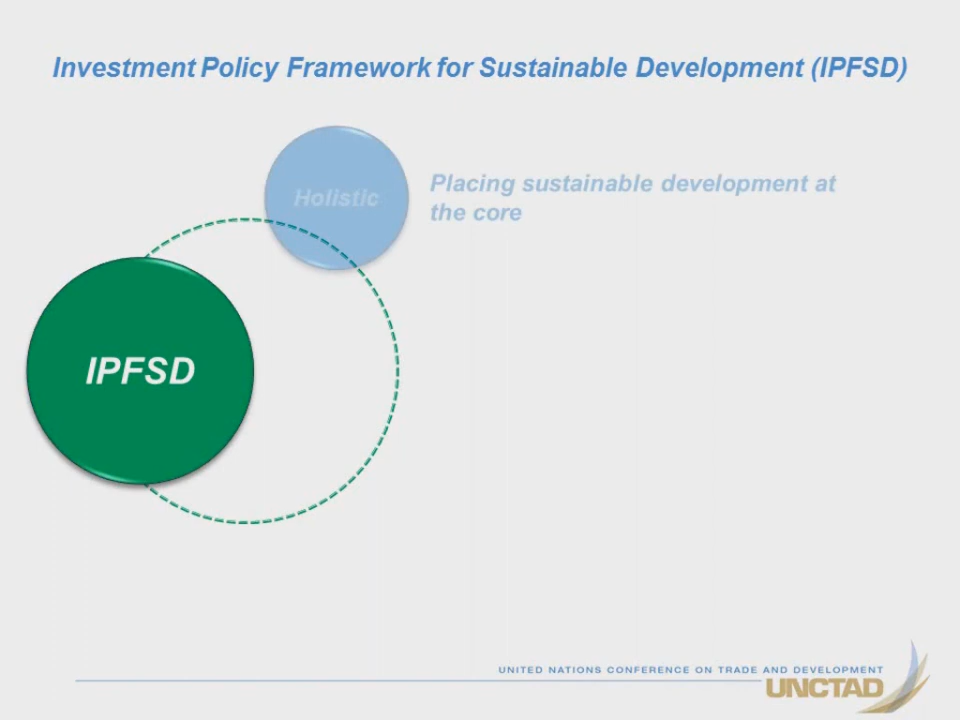 Investment Policy Framework for Sustainable Development (IPFSD)
Holistic
Placing sustainable development at
the core
IPFSD
UNITED NATIONS CONFERENCE ON TRADE AND DEVELOPMENT
UNCTAD